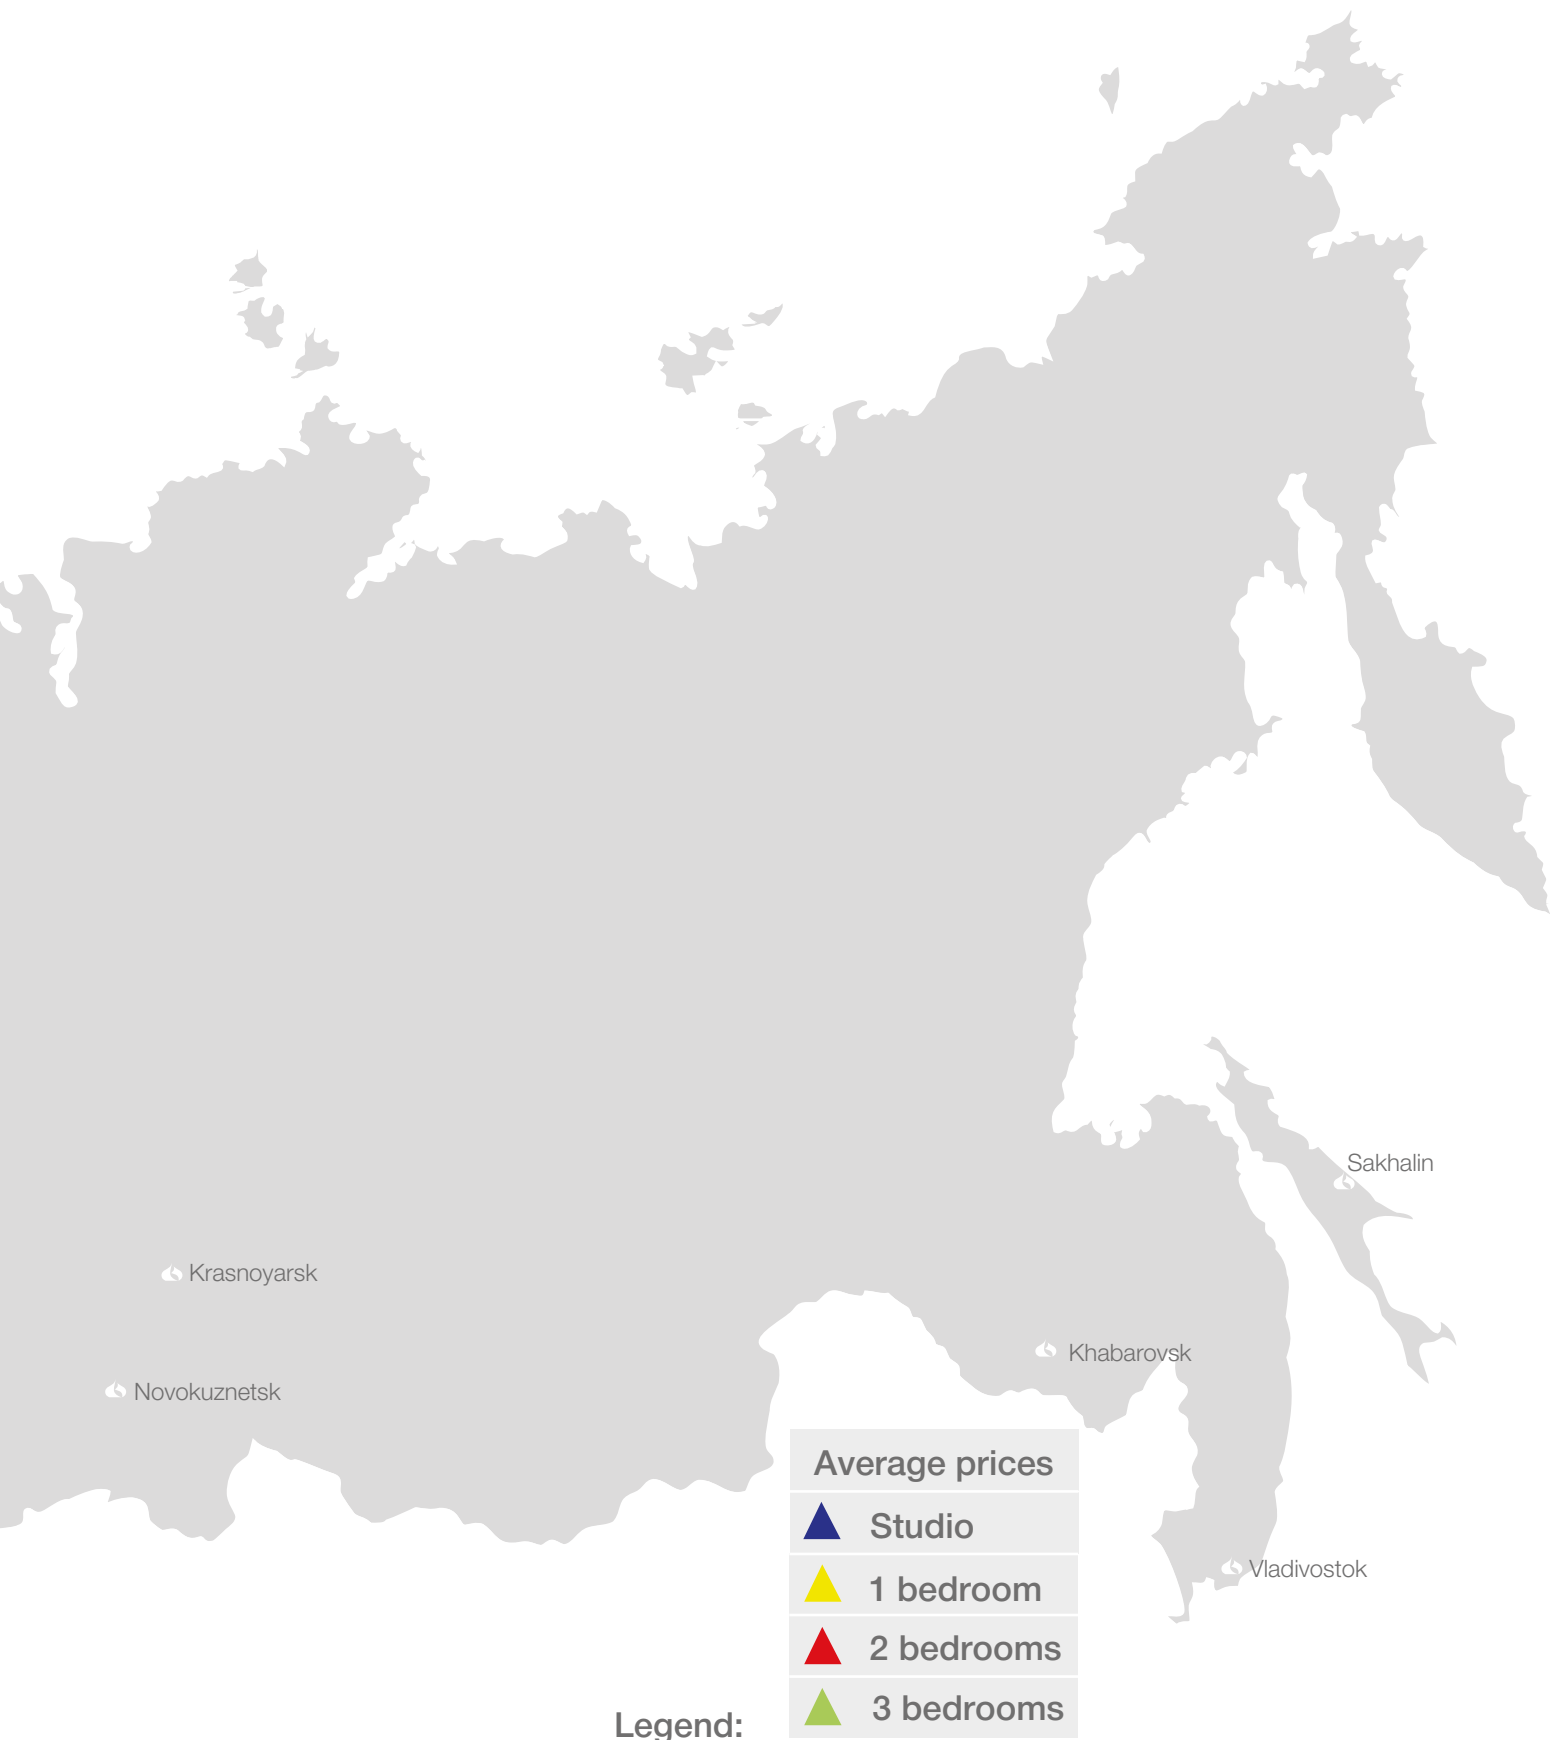 Sakhalin
Krasnoyarsk
Khabarovsk
Novokuznetsk
Average prices
Studio
Vladivostok
1 bedroom
2 bedrooms
3 bedrooms
Legend: